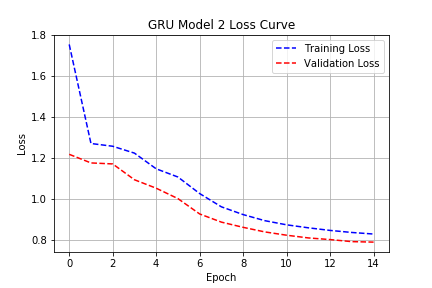 GRU Model 2 Loss Curve
Training Loss
Validation Loss
Loss
1.8
1.6
1.4
1.2
1.0
0.8
0 2 4 6 8 10 12 14
Epoch